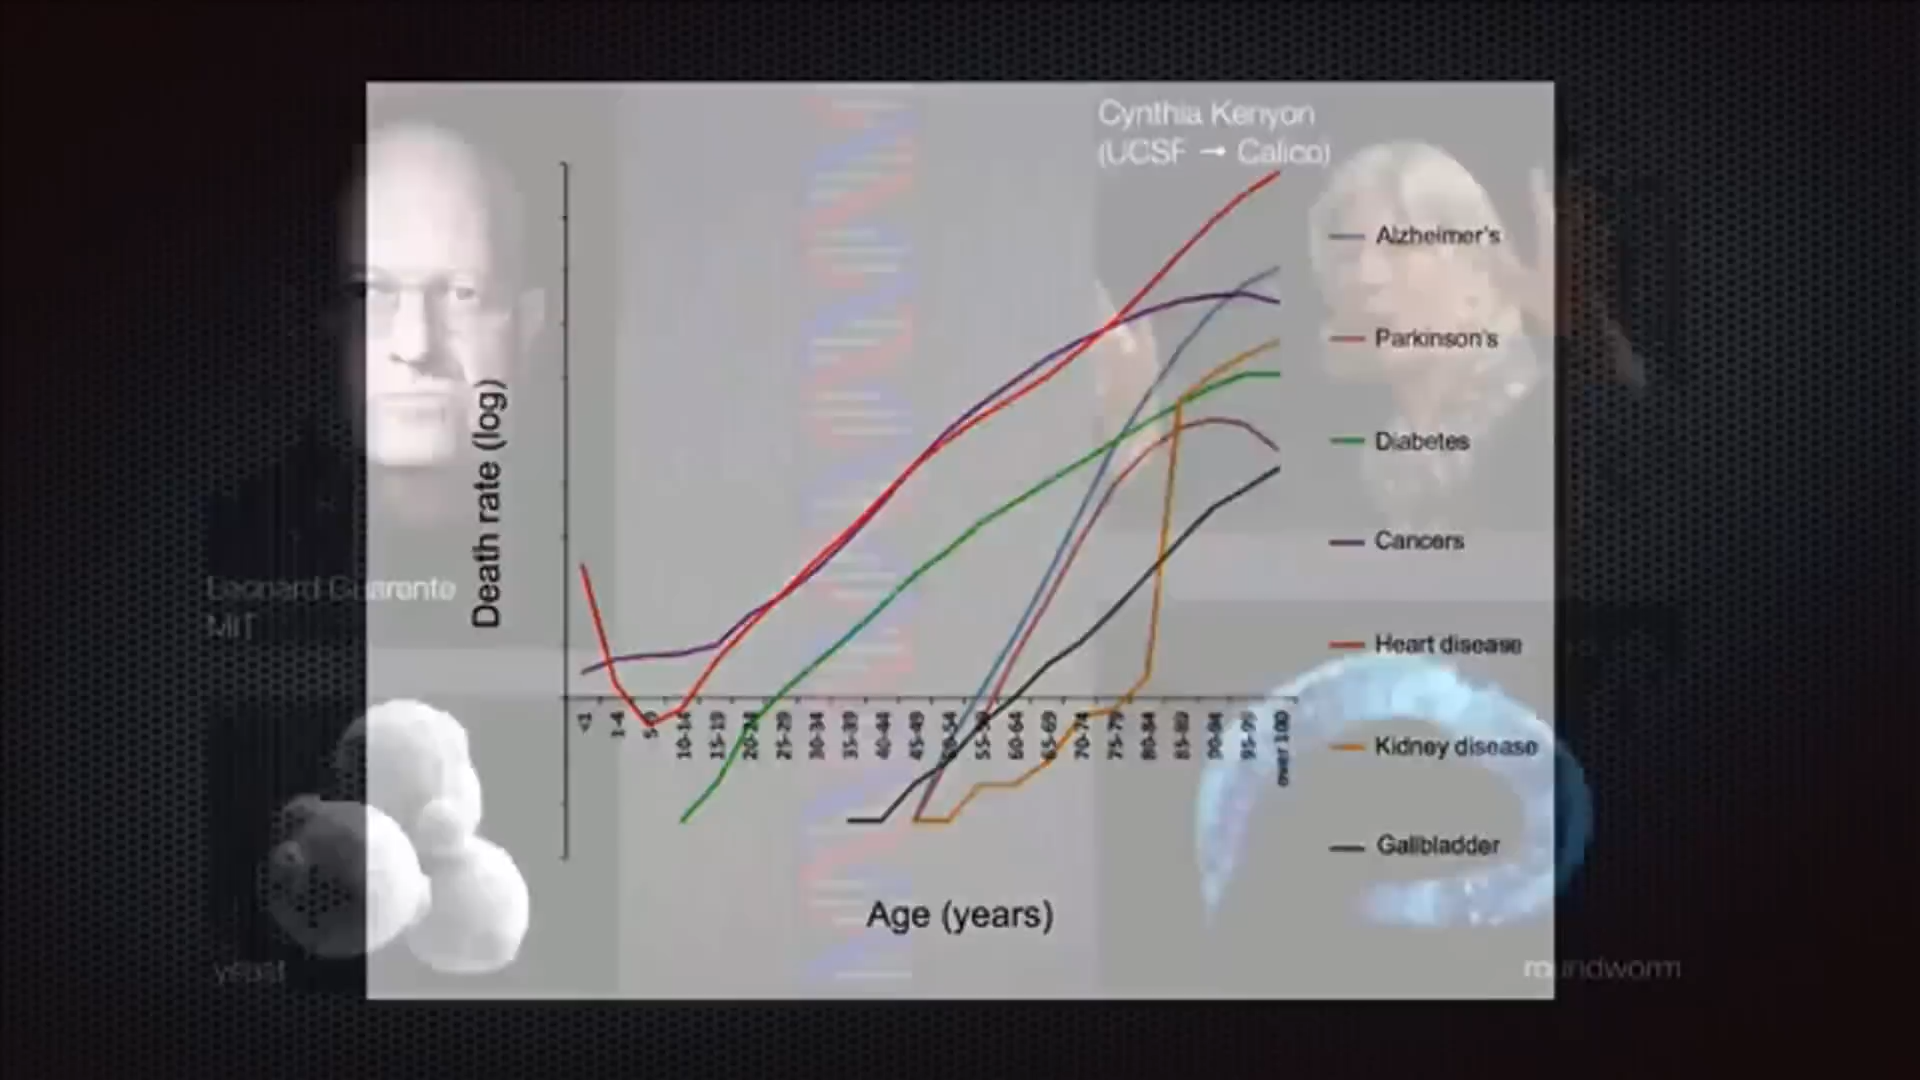 Cynthia Kenyon
(UCSF → Calico)
Alzheimer's
Parkinson's
Diabetes
Cancers
Heart disease
Kidney disease
Gallbladder
Death rate (log)
<1
1-4
5-9
10-14
15-19
20-24
25-29
30-34
35-39
40-44
45-49
50-54
55-59
60-64
65-69
70-74
75-79
80-84
85-89
90-94
95-99
over 100
Age (years)
Leonard Guarente
MIT
yeast
roundworm